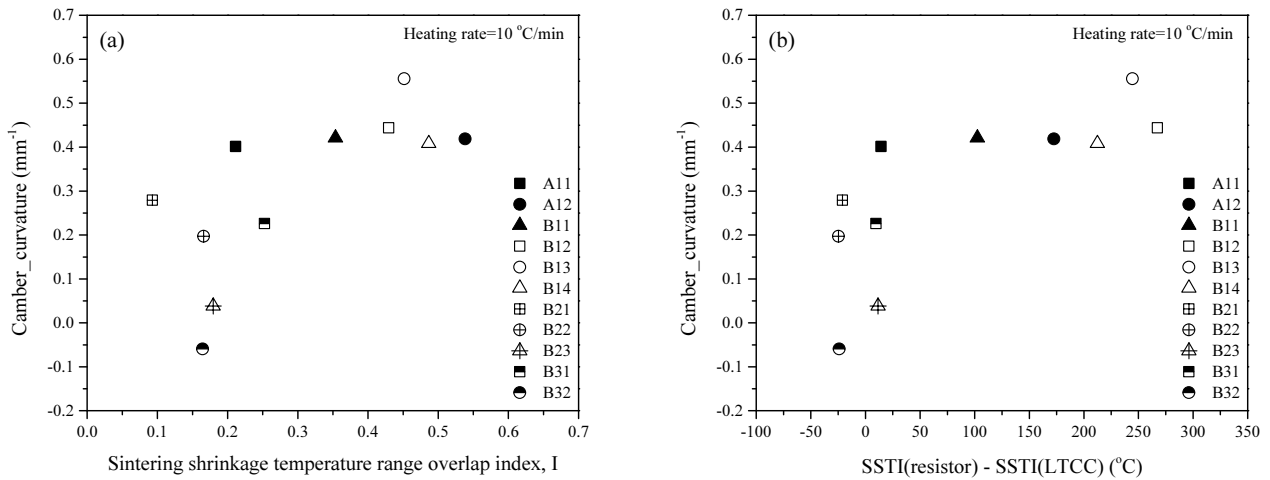 (a)
Heating rate=10 °C/min
0.7
0.6
0.5
0.4
0.3
0.2
0.1
0.0
-0.1
-0.2
Camber_curvature (mm⁻¹)
A11
A12
B11
B12
B13
B14
B21
B22
B23
B31
B32
0.0 0.1 0.2 0.3 0.4 0.5 0.6 0.7
Sintering shrinkage temperature range overlap index, I
(b)
Heating rate=10 °C/min
0.7
0.6
0.5
0.4
0.3
0.2
0.1
0.0
-0.1
-0.2
Camber_curvature (mm⁻¹)
A11
A12
B11
B12
B13
B14
B21
B22
B23
B31
B32
-100 -50 0 50 100 150 200 250 300 350
SSTI(resistor) - SSTI(LTCC) (°C)